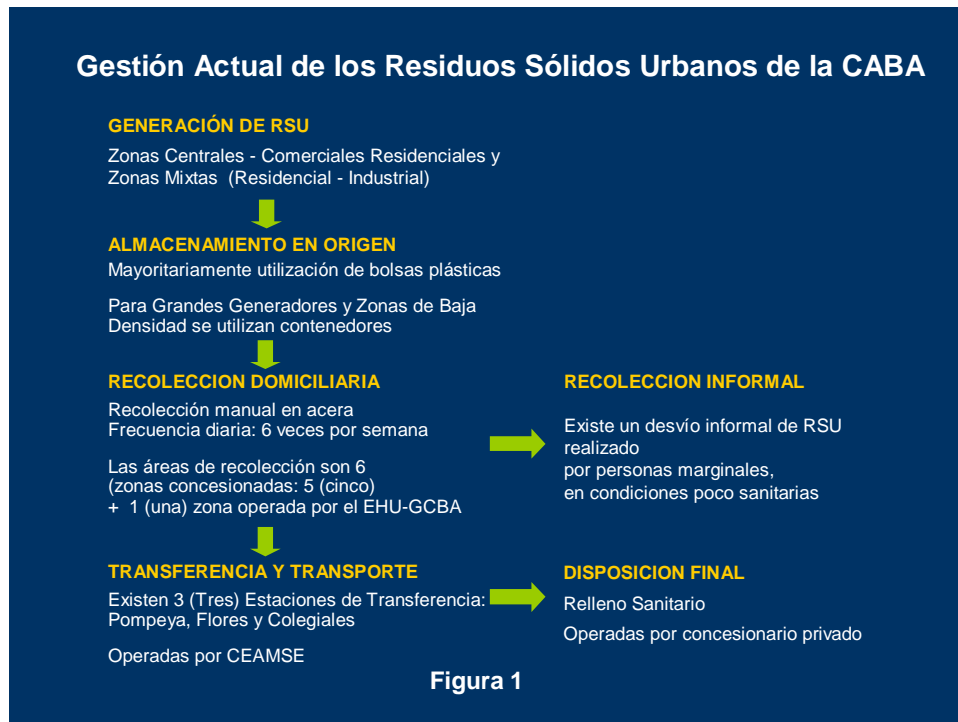 Gestión Actual de los Residuos Sólidos Urbanos de la CABA
GENERACIÓN DE RSU
Zonas Centrales - Comerciales Residenciales y
Zonas Mixtas (Residencial - Industrial)
ALMACENAMIENTO EN ORIGEN
Mayoritariamente utilización de bolsas plásticas
Para Grandes Generadores y Zonas de Baja
Densidad se utilizan contenedores
RECOLECCION DOMICILIARIA
Recolección manual en acera
Frecuencia diaria: 6 veces por semana
Las áreas de recolección son 6
(zonas concesionadas: 5 (cinco)
+ 1 (una) zona operada por el EHU-GCBA
RECOLECCION INFORMAL
Existe un desvío informal de RSU
realizado
por personas marginales,
en condiciones poco sanitarias
TRANSFERENCIA Y TRANSPORTE
Existen 3 (Tres) Estaciones de Transferencia:
Pompeya, Flores y Colegiales
Operadas por CEAMSE
DISPOSICION FINAL
Relleno Sanitario
Operadas por concesionario privado
Figura 1